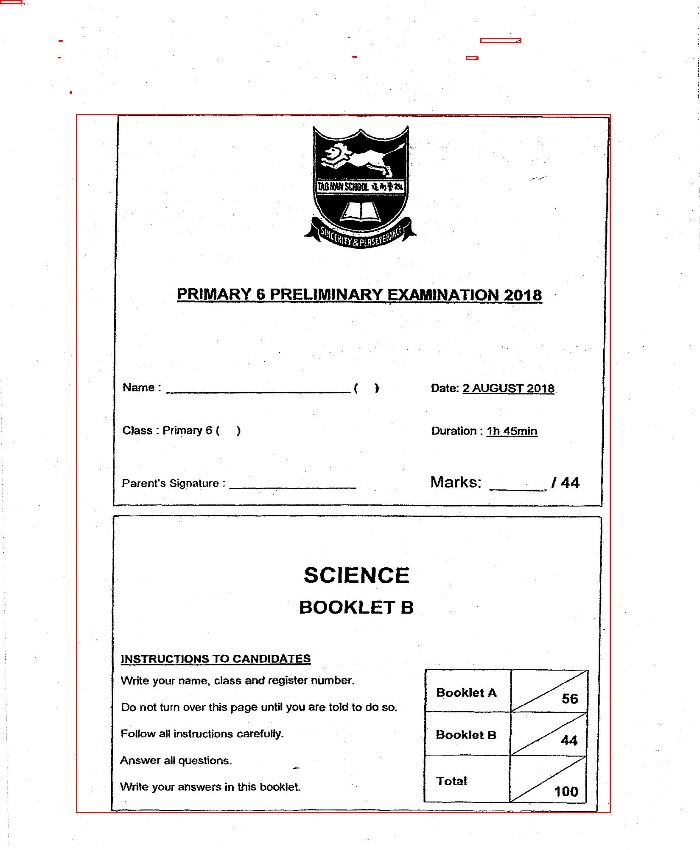 TAO NAN SCHOOL
SINCERITY & PERSEVERANCE
PRIMARY 6 PRELIMINARY EXAMINATION 2018
Name : ______________________________ ( )
Date: 2 AUGUST 2018
Class : Primary 6 ( )
Duration : 1h 45min
Parent's Signature : ____________________
Marks: ______ / 44
SCIENCE
BOOKLET B
INSTRUCTIONS TO CANDIDATES
Write your name, class and register number.
Do not turn over this page until you are told to do so.
Follow all instructions carefully.
Answer all questions.
Write your answers in this booklet.
Booklet A 56
Booklet B 44
Total 100